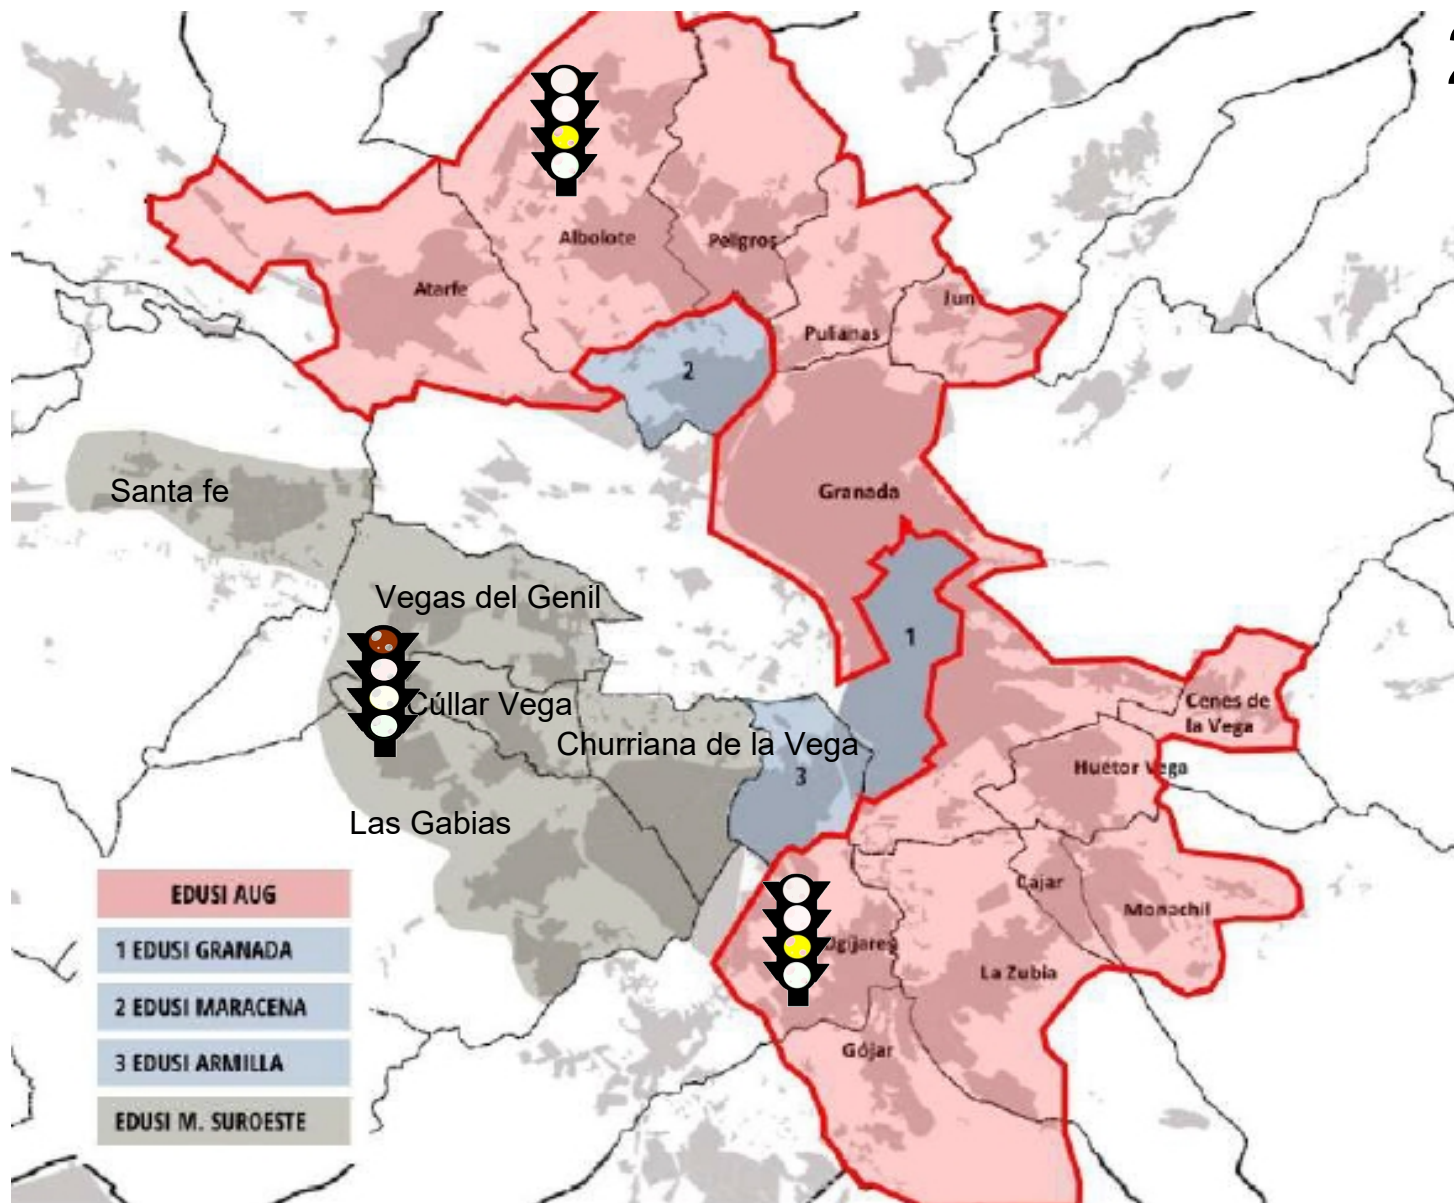 Albolote
Peligros
Atarfe
Jun
Pulianas
2
Santa fe
Granada
Vegas del Genil
1
Cúllar Vega
Cenes de
la Vega
Churriana de la Vega
Huetor Vega
3
Las Gabias
Cajar
Monachil
Ogijares
La Zubia
Gójar
EDUSI AUG
1 EDUSI GRANADA
2 EDUSI MARACENA
3 EDUSI ARMILLA
EDUSI M. SUROESTE